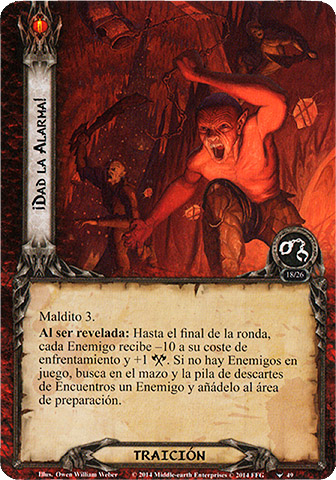 ¡Dad la Alarma!
18/26
Maldito 3.
Al ser revelada: Hasta el final de la ronda,
cada Enemigo recibe –10 a su coste de
enfrentamiento y +1 . Si no hay Enemigos en
juego, busca en el mazo y la pila de descartes
de Encuentros un Enemigo y añádelo al área
de preparación.
TRAICIÓN
Illus. Owen William Weber © 2014 Middle-earth Enterprises © 2014 FFG 49